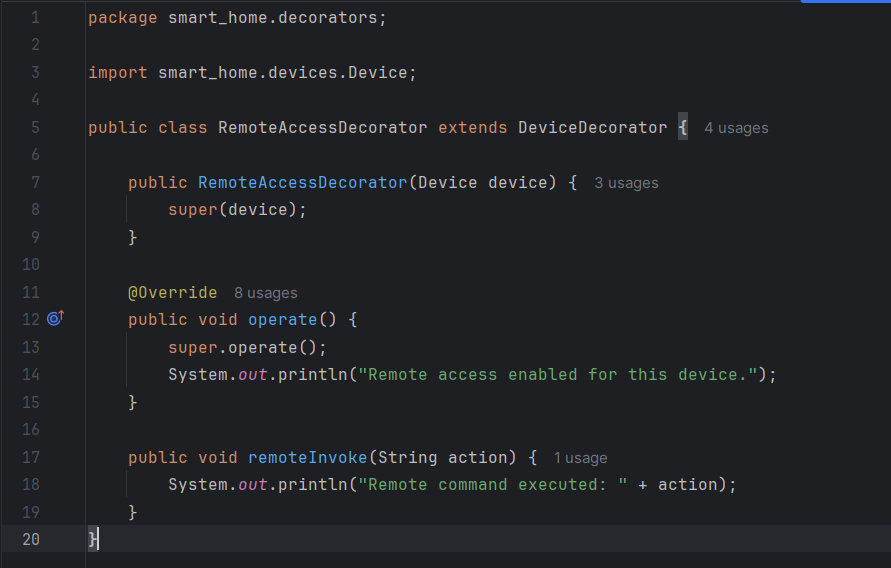 1 package smart_home.decorators;
2
3 import smart_home.devices.Device;
4
5 public class RemoteAccessDecorator extends DeviceDecorator { 4 usages
6
7 public RemoteAccessDecorator(Device device) { 3 usages
8 super(device);
9 }
10
11 @Override 8 usages
12 public void operate() {
13 super.operate();
14 System.out.println("Remote access enabled for this device.");
15 }
16
17 public void remoteInvoke(String action) { 1 usage
18 System.out.println("Remote command executed: " + action);
19 }
20 }